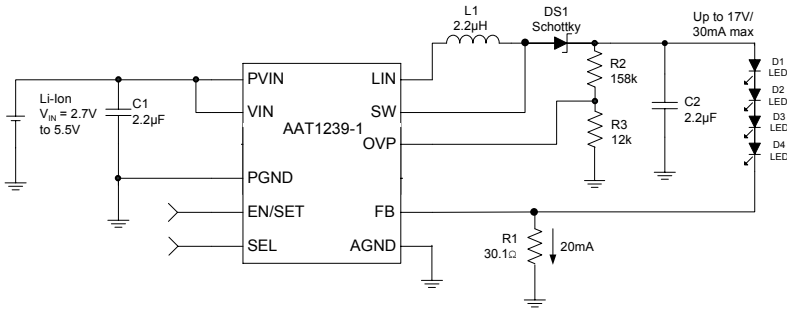 L1
2.2µH
DS1
Schottky
Up to 17V/
30mA max
Li-Ion
V_IN = 2.7V
to 5.5V
C1
2.2µF
PVIN
VIN
PGND
EN/SET
SEL
AAT1239-1
LIN
SW
OVP
FB
AGND
R2
158k
R3
12k
C2
2.2µF
D1
LED
D2
LED
D3
LED
D4
LED
R1
30.1Ω
20mA